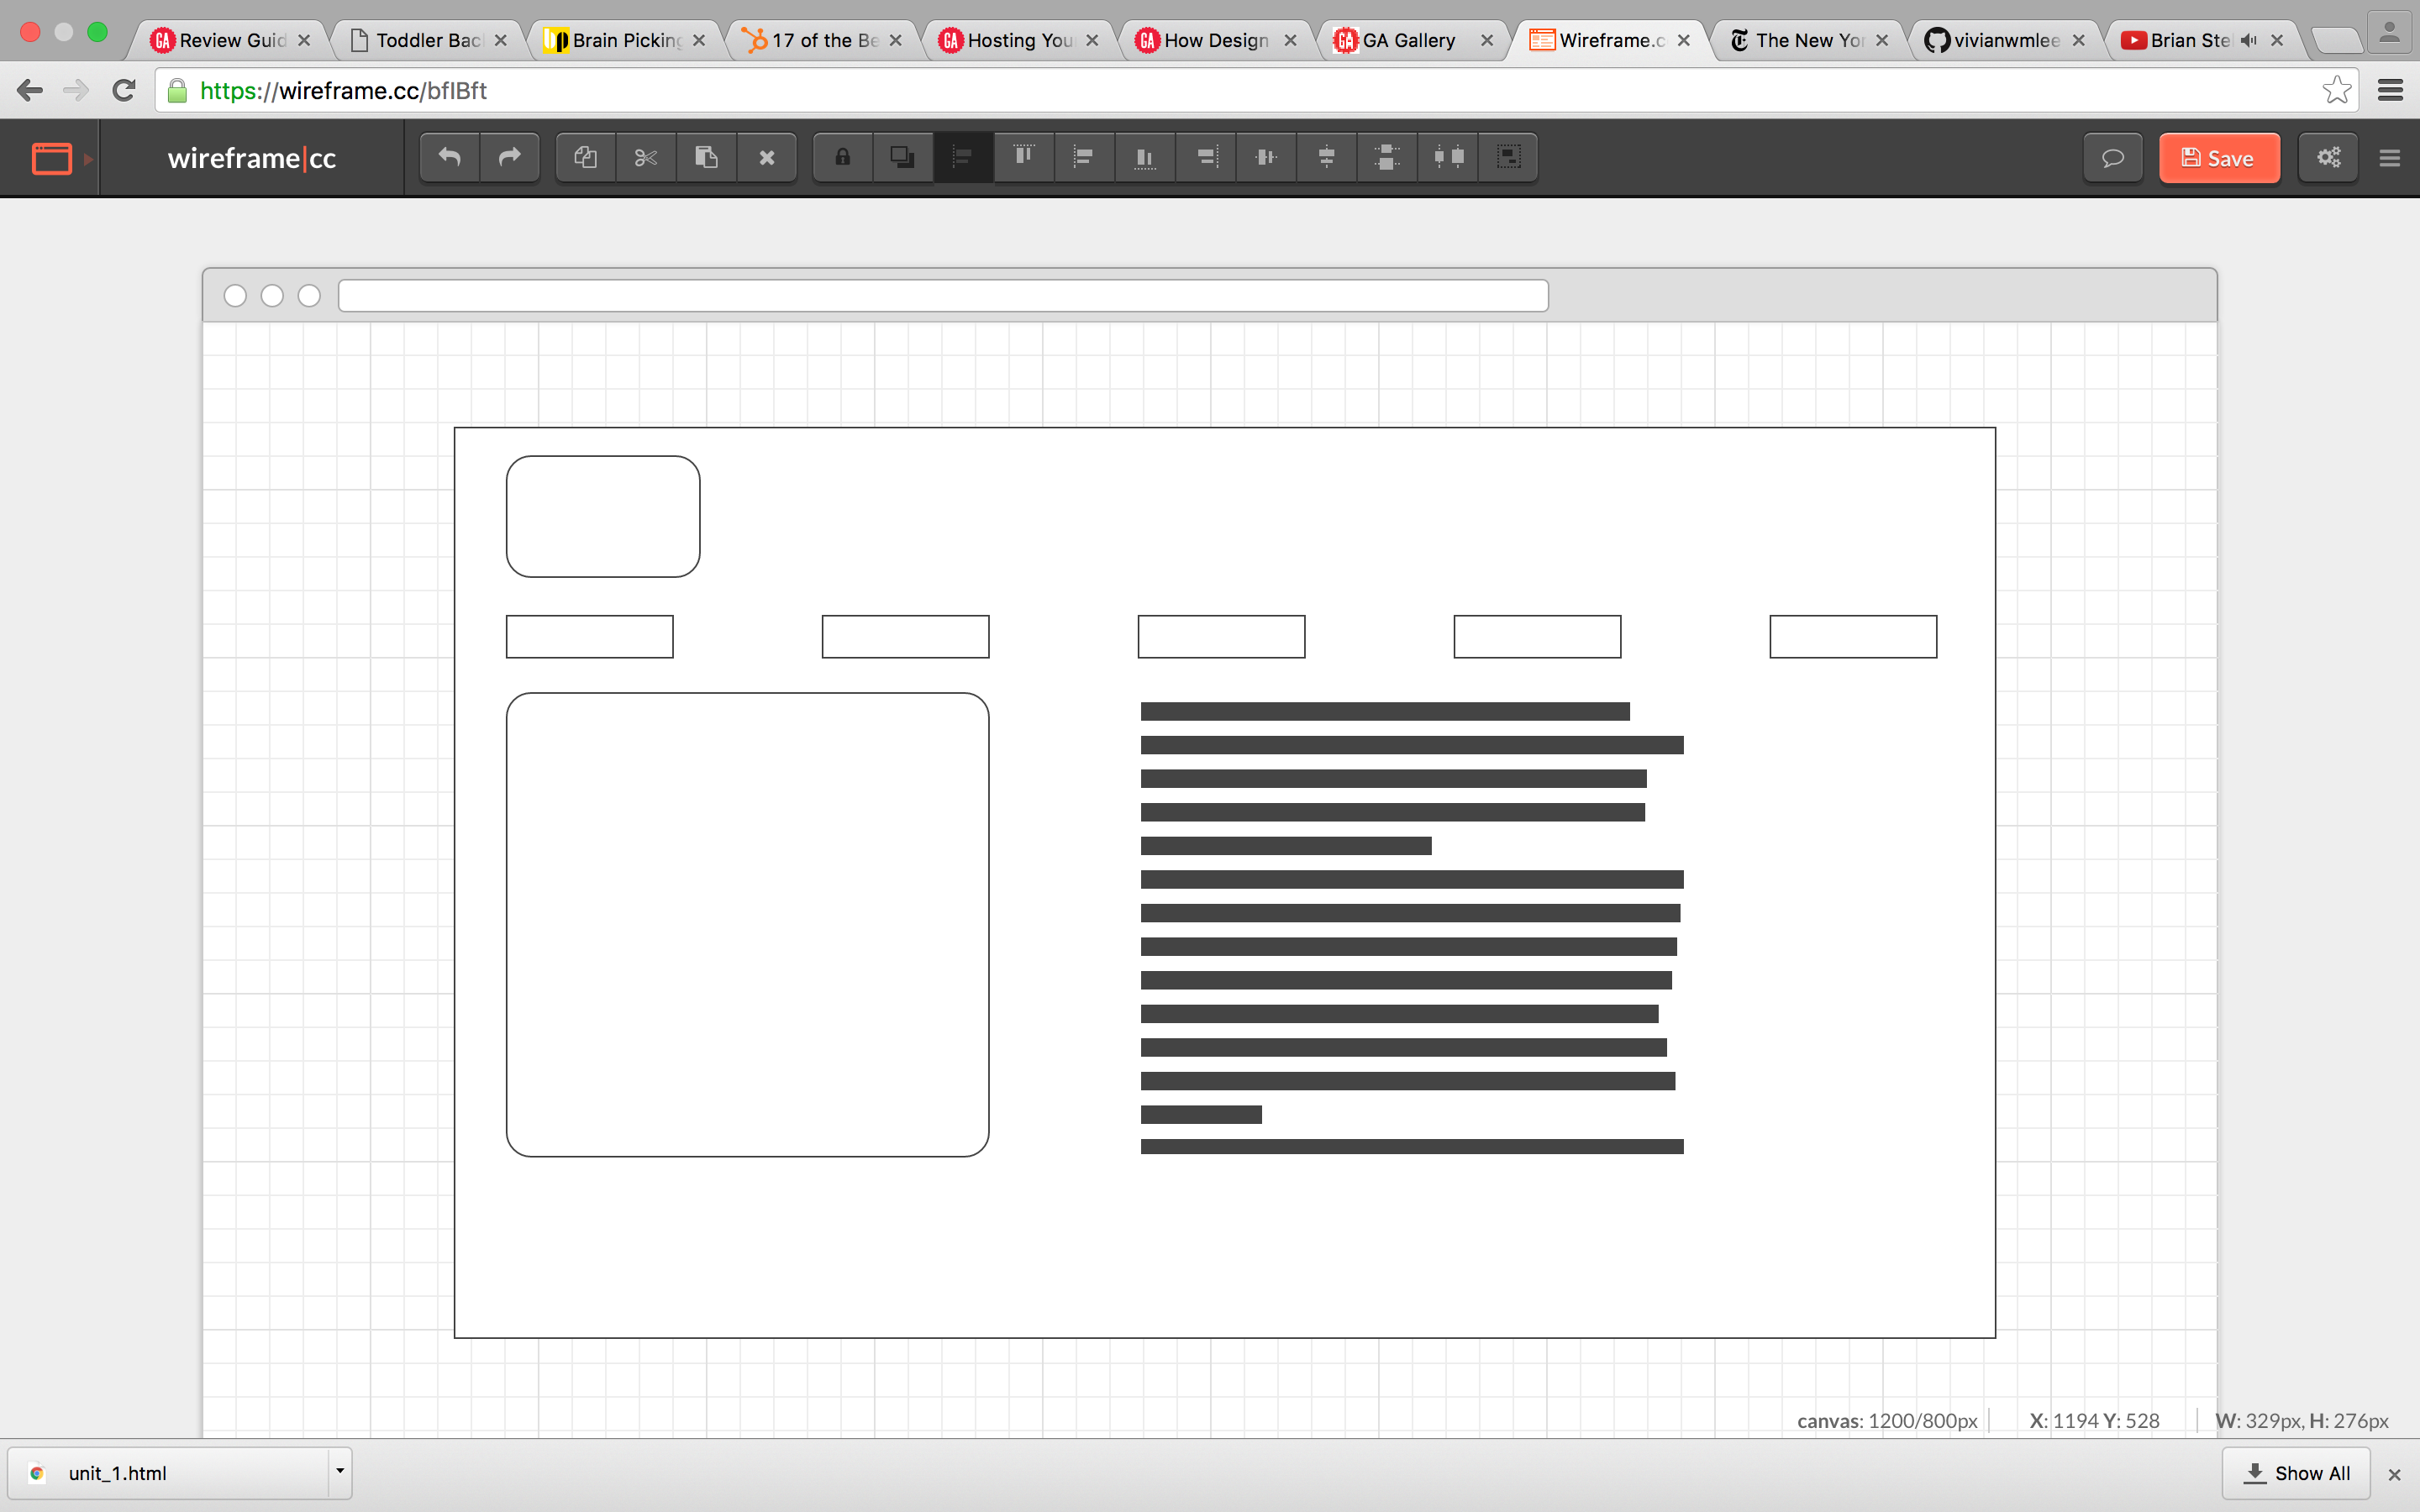 Review Guid
Toddler Bac
Brain Picking
17 of the Be
Hosting You
How Design
GA Gallery
Wireframe.c
The New Yor
vivianwmlee
Brian Stel
https://wireframe.cc/bfIBft
wireframe|cc
Save
canvas: 1200/800px
X: 1194 Y: 528
W: 329px, H: 276px
unit_1.html
Show All